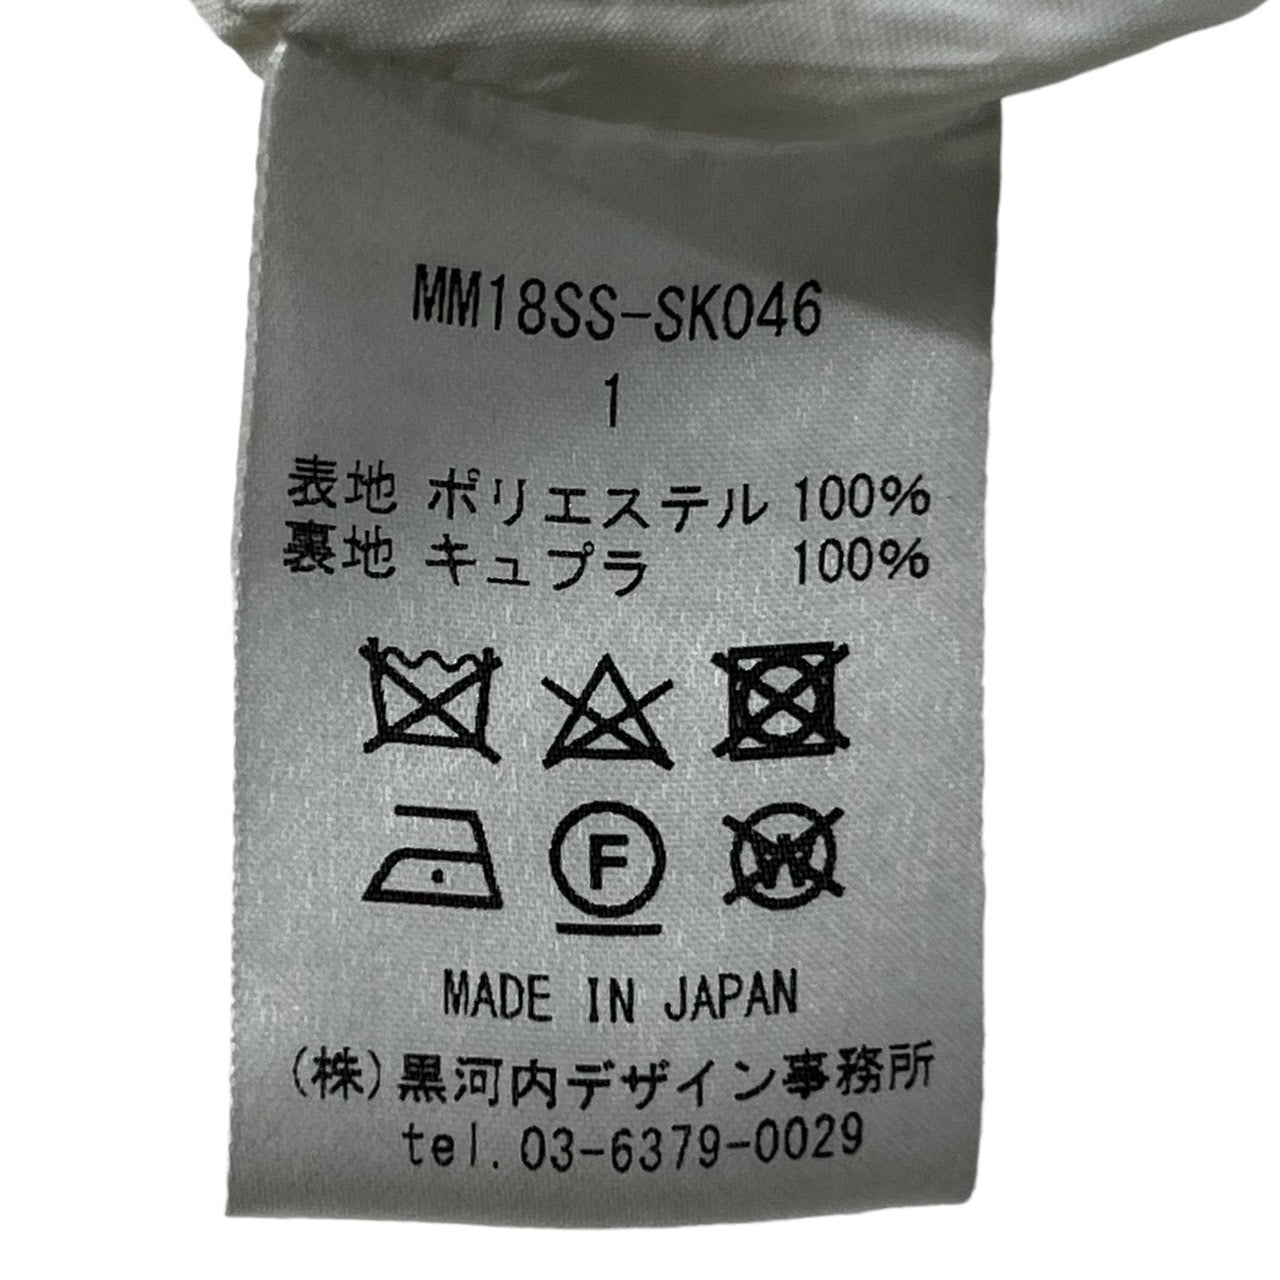 MM18SS-SK046
1
表地 ポリエステル 100%
裏地 キュプラ 100%
F
W
MADE IN JAPAN
(株)黒河内デザイン事務所
tel. 03-6379-0029